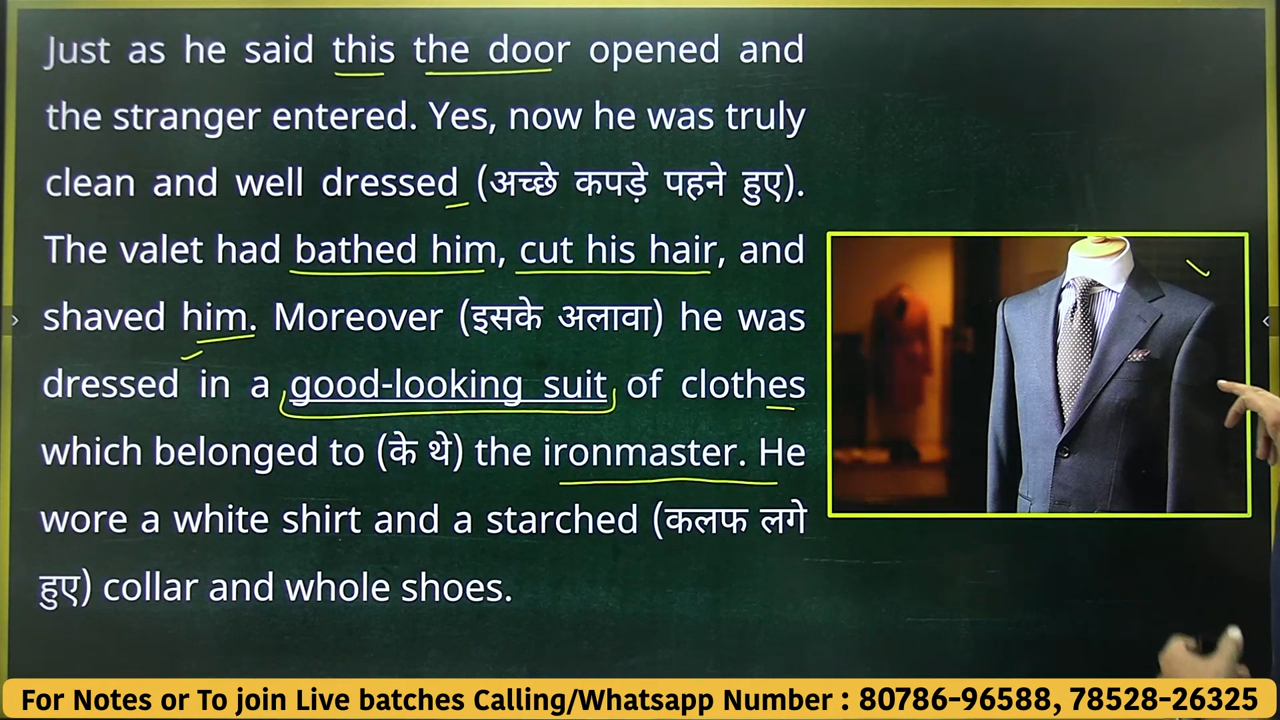 Just as he said this the door opened and
the stranger entered. Yes, now he was truly
clean and well dressed (अच्छे कपड़े पहने हुए).
The valet had bathed him, cut his hair, and
shaved him. Moreover (इसके अलावा) he was
dressed in a good-looking suit of clothes
which belonged to (के थे) the ironmaster. He
wore a white shirt and a starched (कलफ लगे
हुए) collar and whole shoes.
For Notes or To join Live batches Calling/Whatsapp Number : 80786-96588, 78528-26325